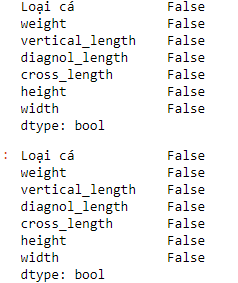 Loại cá False
weight False
vertical_length False
diagnol_length False
cross_length False
height False
width False
dtype: bool
: Loại cá False
weight False
vertical_length False
diagnol_length False
cross_length False
height False
width False
dtype: bool